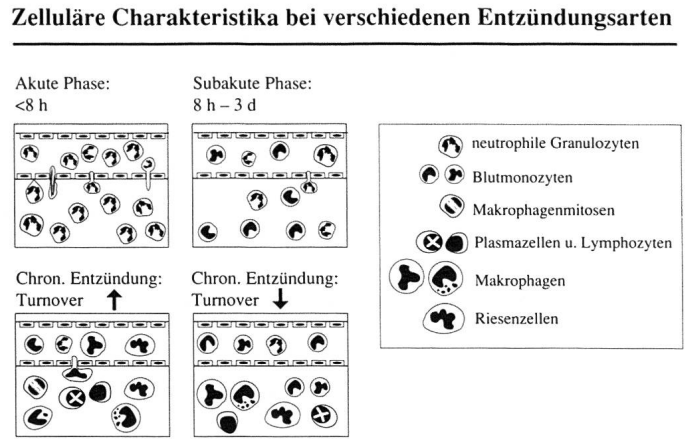 Zelluläre Charakteristika bei verschiedenen Entzündungsarten
Akute Phase:
<8 h
Subakute Phase:
8 h – 3 d
neutrophile Granulozyten
Blutmonozyten
Makrophagenmitosen
Plasmazellen u. Lymphozyten
Makrophagen
Riesenzellen
Chron. Entzündung:
Turnover
Chron. Entzündung:
Turnover